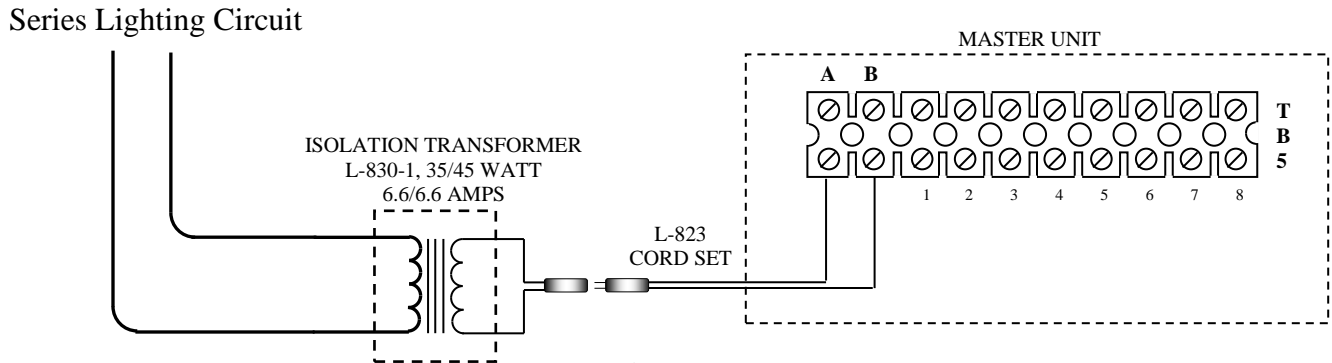 Series Lighting Circuit
MASTER UNIT
A B
T
B
5
1 2 3 4 5 6 7 8
ISOLATION TRANSFORMER
L-830-1, 35/45 WATT
6.6/6.6 AMPS
L-823
CORD SET